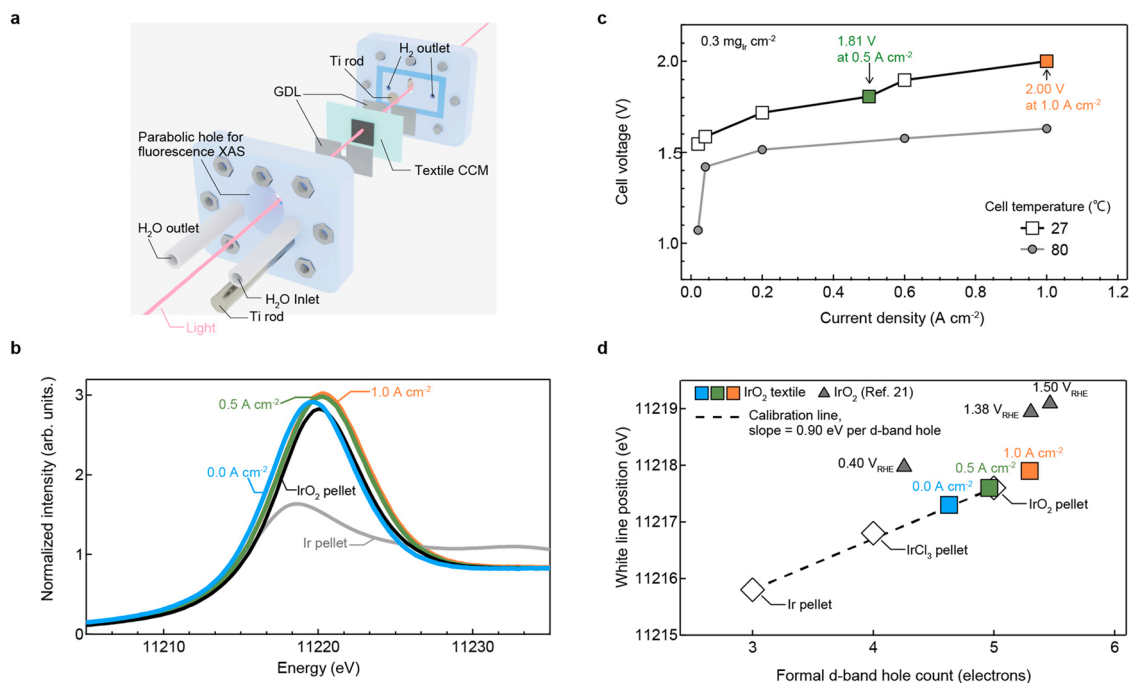 a
H₂ outlet
Ti rod
GDL
Parabolic hole for
fluorescence XAS
Textile CCM
H₂O outlet
H₂O Inlet
Ti rod
Light
b
Normalized intensity (arb. units.)
3
2
1
0
11210
11220
11230
Energy (eV)
0.5 A cm⁻²
1.0 A cm⁻²
0.0 A cm⁻²
IrO₂ pellet
Ir pellet
c
Cell voltage (V)
2.0
1.5
1.0
0.0
0.2
0.4
0.6
0.8
1.0
1.2
Current density (A cm⁻²)
0.3 mg_Ir cm⁻²
1.81 V
at 0.5 A cm⁻²
2.00 V
at 1.0 A cm⁻²
Cell temperature (℃)
27
80
d
White line position (eV)
11219
11218
11217
11216
11215
3
4
5
6
Formal d-band hole count (electrons)
IrO₂ textile
IrO₂ (Ref. 21)
Calibration line,
slope = 0.90 eV per d-band hole
1.50 V_RHE
1.38 V_RHE
0.40 V_RHE
1.0 A cm⁻²
0.5 A cm⁻²
0.0 A cm⁻²
IrO₂ pellet
IrCl₃ pellet
Ir pellet